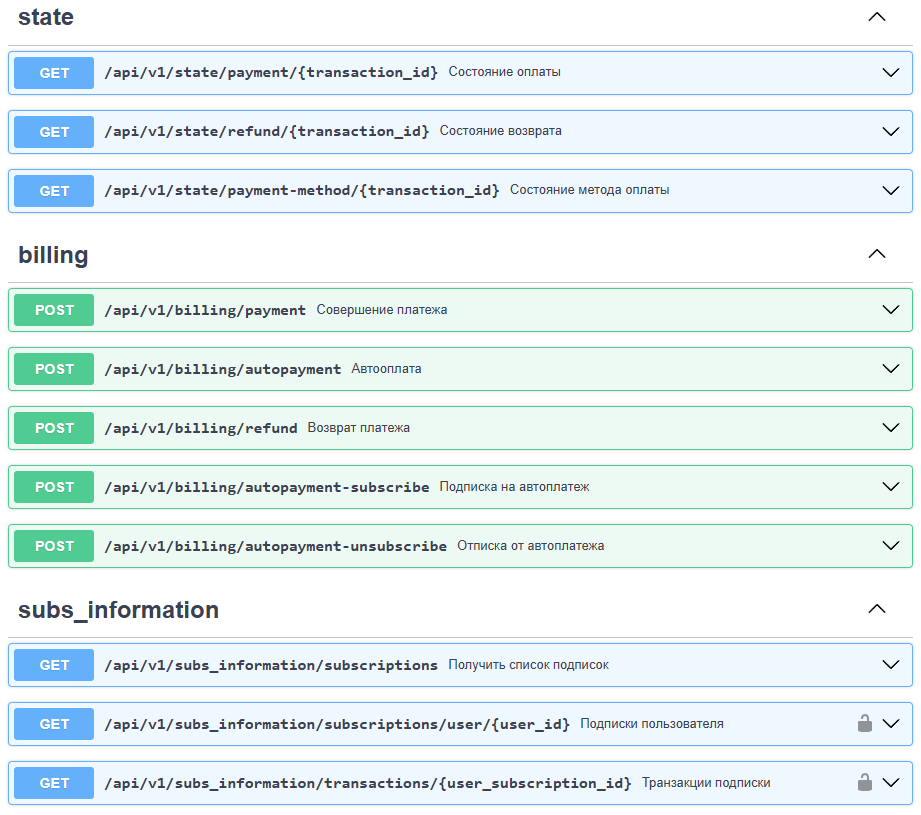 state
GET /api/v1/state/payment/{transaction_id} Состояние оплаты
GET /api/v1/state/refund/{transaction_id} Состояние возврата
GET /api/v1/state/payment-method/{transaction_id} Состояние метода оплаты
billing
POST /api/v1/billing/payment Совершение платежа
POST /api/v1/billing/autopayment Автооплата
POST /api/v1/billing/refund Возврат платежа
POST /api/v1/billing/autopayment-subscribe Подписка на автоплатеж
POST /api/v1/billing/autopayment-unsubscribe Отписка от автоплатежа
subs_information
GET /api/v1/subs_information/subscriptions Получить список подписок
GET /api/v1/subs_information/subscriptions/user/{user_id} Подписки пользователя
GET /api/v1/subs_information/transactions/{user_subscription_id} Транзакции подписки